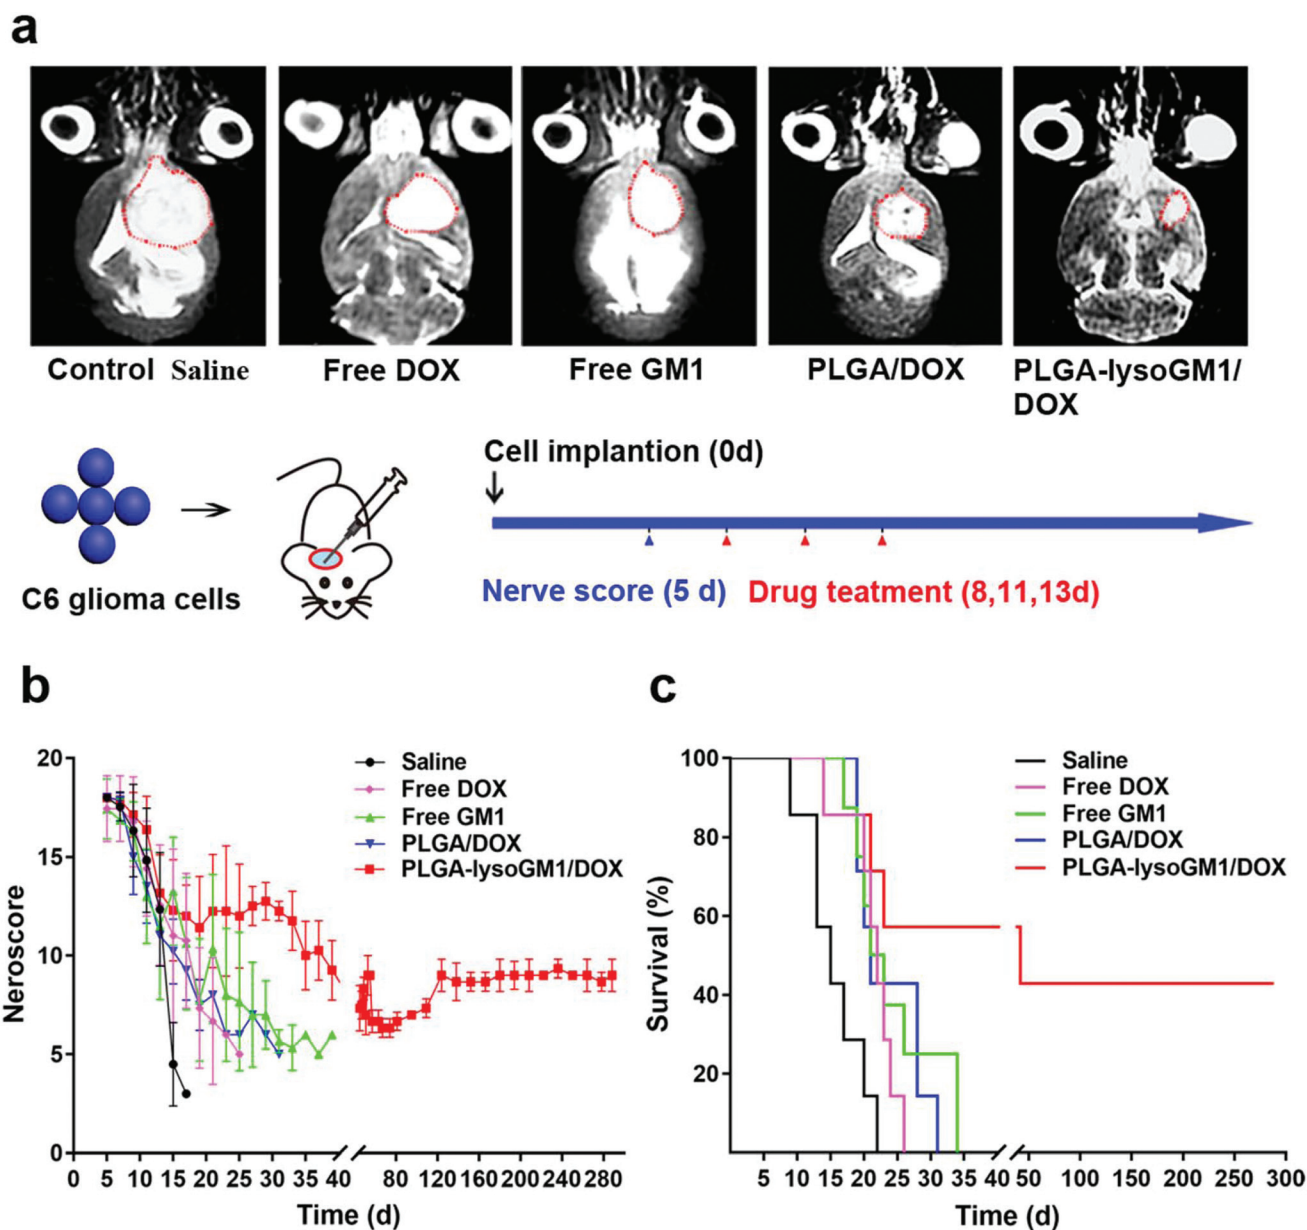 a
Control Saline
Free DOX
Free GM1
PLGA/DOX
PLGA-lysoGM1/
DOX
C6 glioma cells
Cell implantion (0d)
Nerve score (5 d)
Drug teatment (8,11,13d)
b
Neroscore
20
15
10
5
0
Saline
Free DOX
Free GM1
PLGA/DOX
PLGA-lysoGM1/DOX
0 5 10 15 20 25 30 35 40 80 120 160 200 240 280
Time (d)
c
Survival (%)
100
80
60
40
20
Saline
Free DOX
Free GM1
PLGA/DOX
PLGA-lysoGM1/DOX
5 10 15 20 25 30 35 40 50 100 150 200 250 300
Time (d)